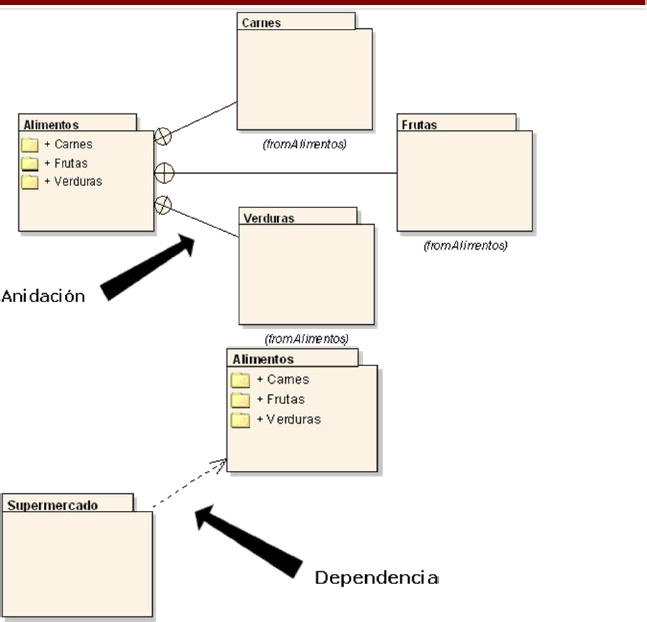 Carnes
(fromAlimentos)
Alimentos
+ Carnes
+ Frutas
+ Verduras
Frutas
(fromAlimentos)
Verduras
(fromAlimentos)
Anidación
Alimentos
+ Carnes
+ Frutas
+ Verduras
Supermercado
Dependencia